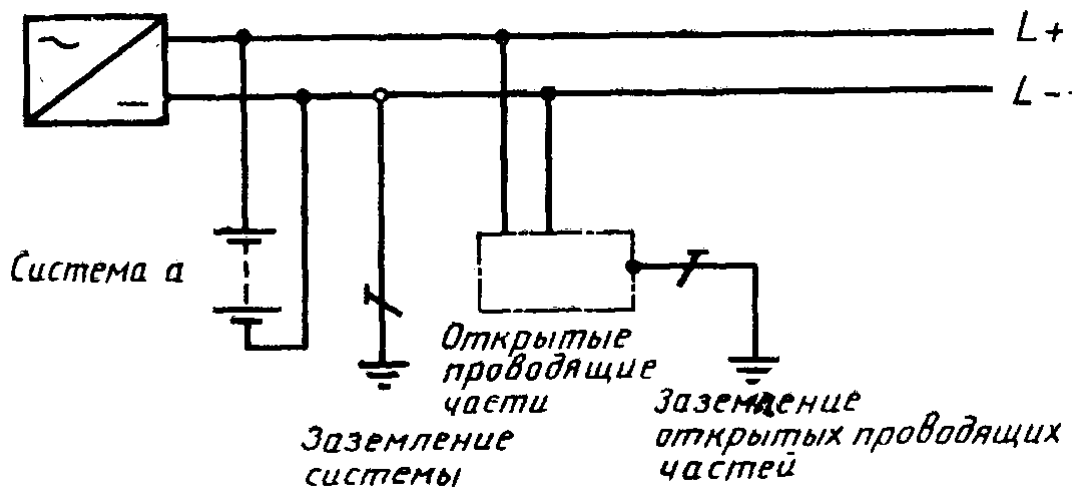 L+
L-
Система а
Открытые
проводящие
части
Заземление
системы
Заземление
открытых проводящих
частей